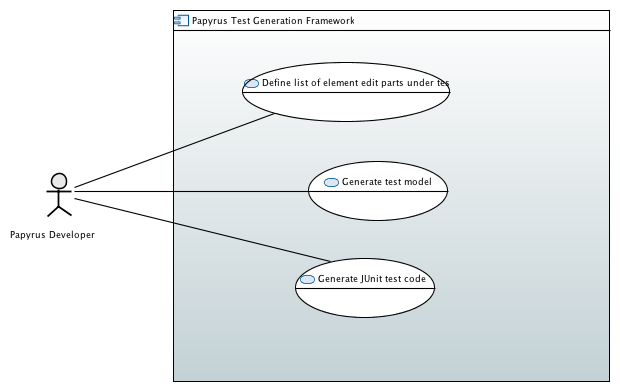 Papyrus Test Generation Framework
Define list of element edit parts under tes
Generate test model
Papyrus Developer
Generate JUnit test code